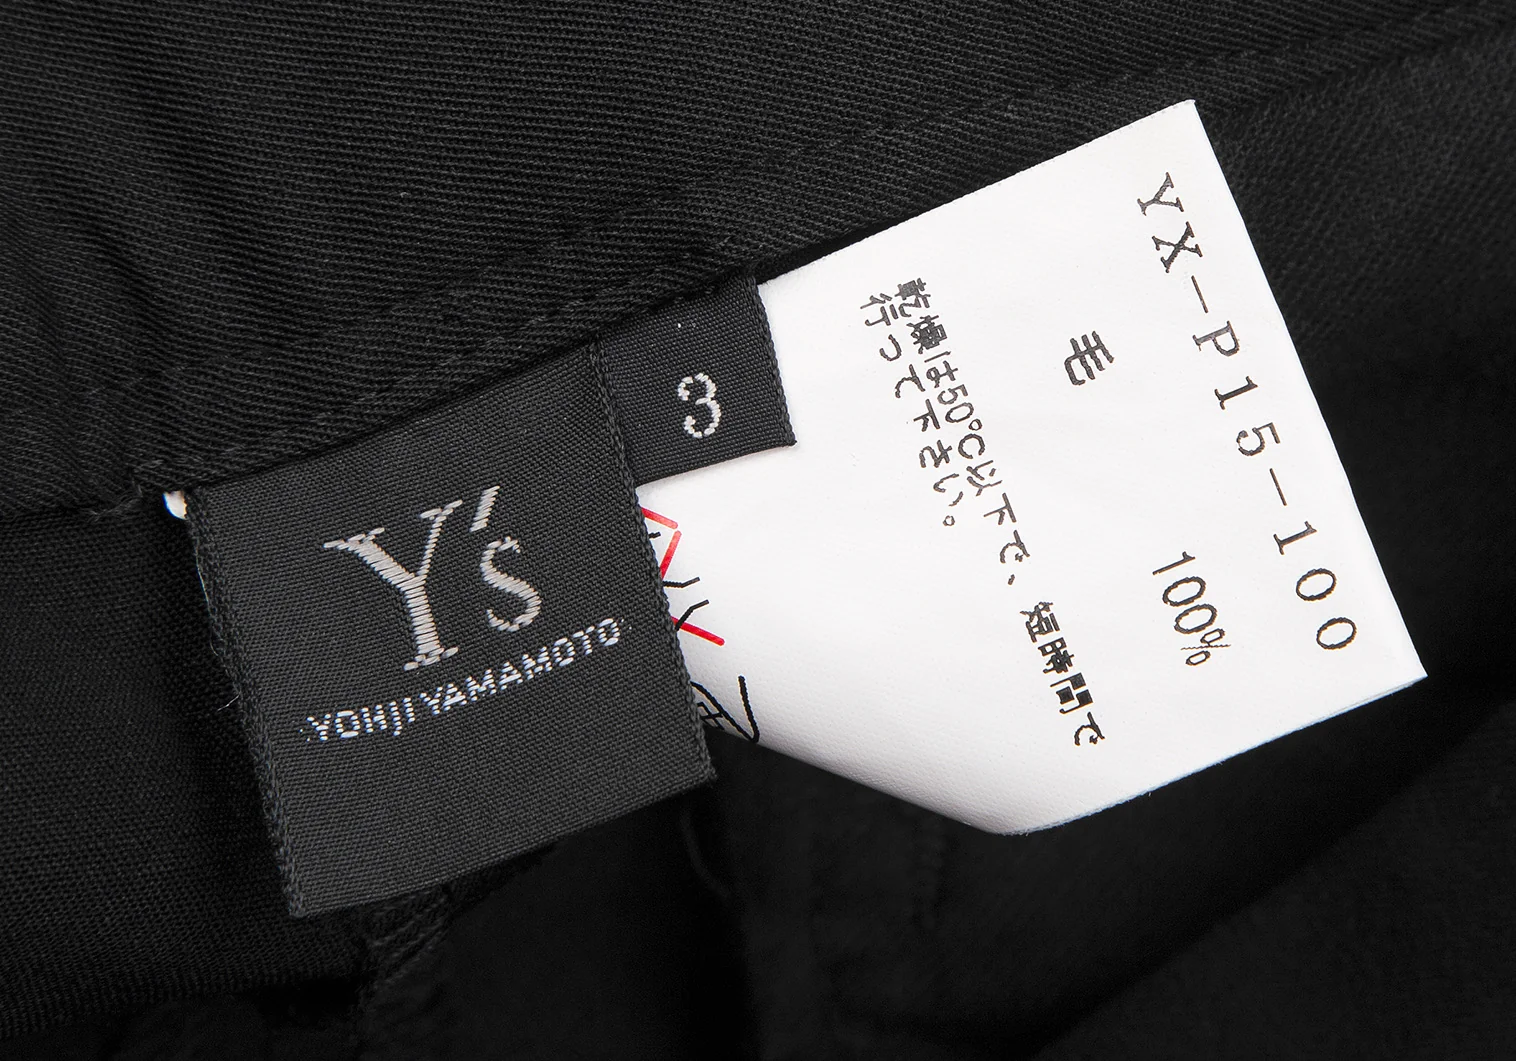 Y's
YOHJI YAMAMOTO
3
YX-P15-100
毛 100%
乾燥は50℃以下で、短時間で
行って下さい。